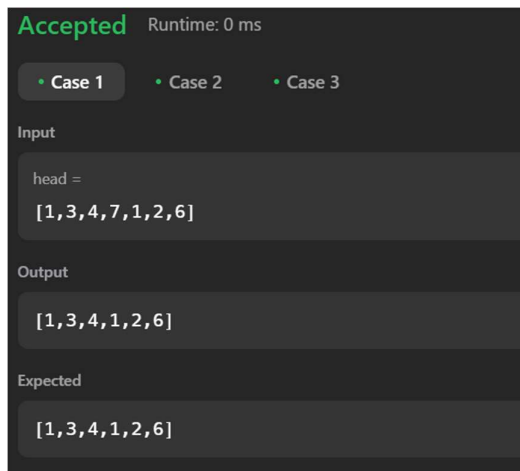 Accepted Runtime: 0 ms
• Case 1 • Case 2 • Case 3
Input
head =
[1,3,4,7,1,2,6]
Output
[1,3,4,1,2,6]
Expected
[1,3,4,1,2,6]